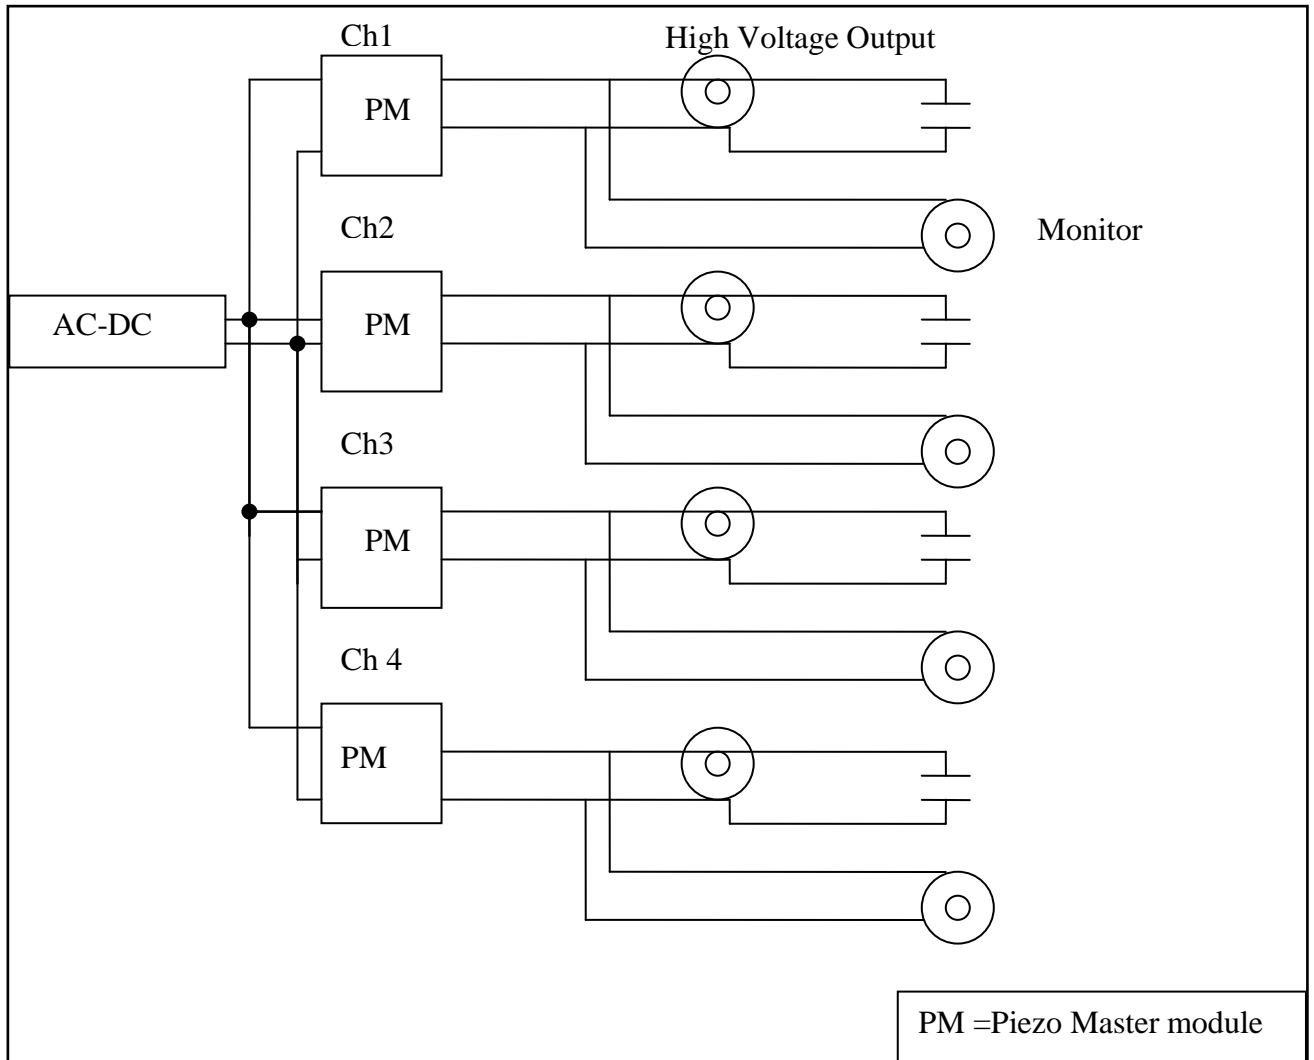 Ch1
High Voltage Output
PM
Ch2
Monitor
AC-DC
PM
Ch3
PM
Ch 4
PM
PM =Piezo Master module